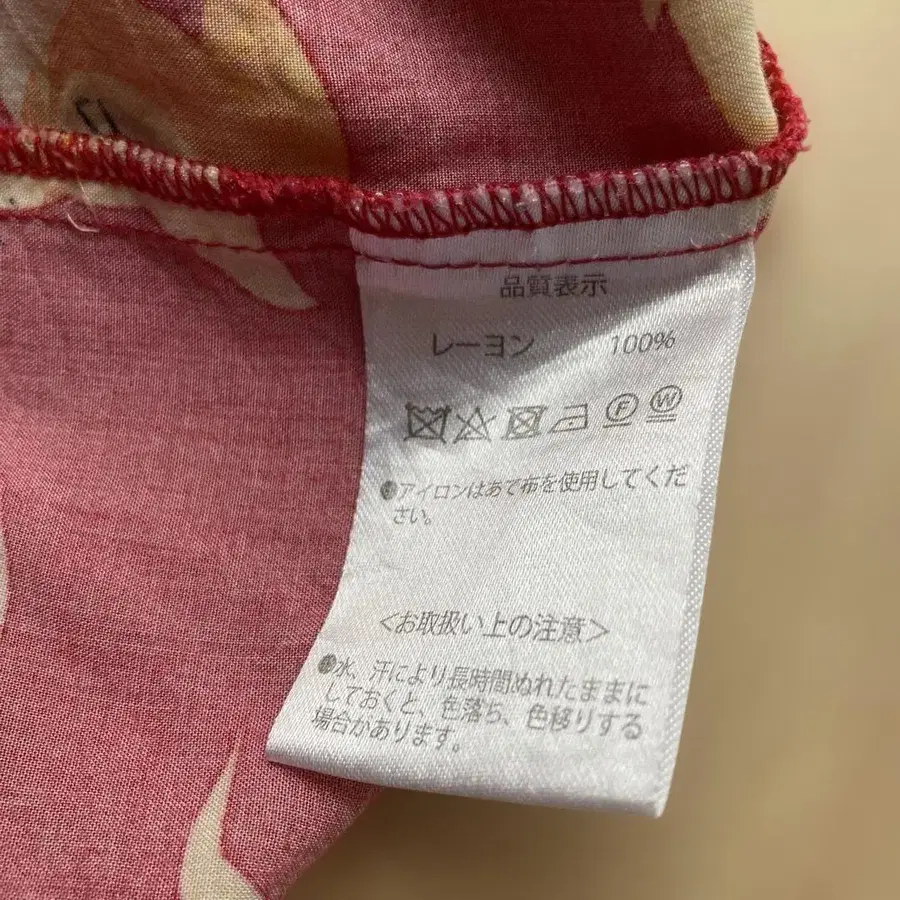 品質表示
レーヨン 100%
F W
●アイロンはあて布を使用してくだ
さい。
<お取扱い上の注意>
●水、汗により長時間ぬれたままに
しておくと、色落ち、色移りする
場合があります。